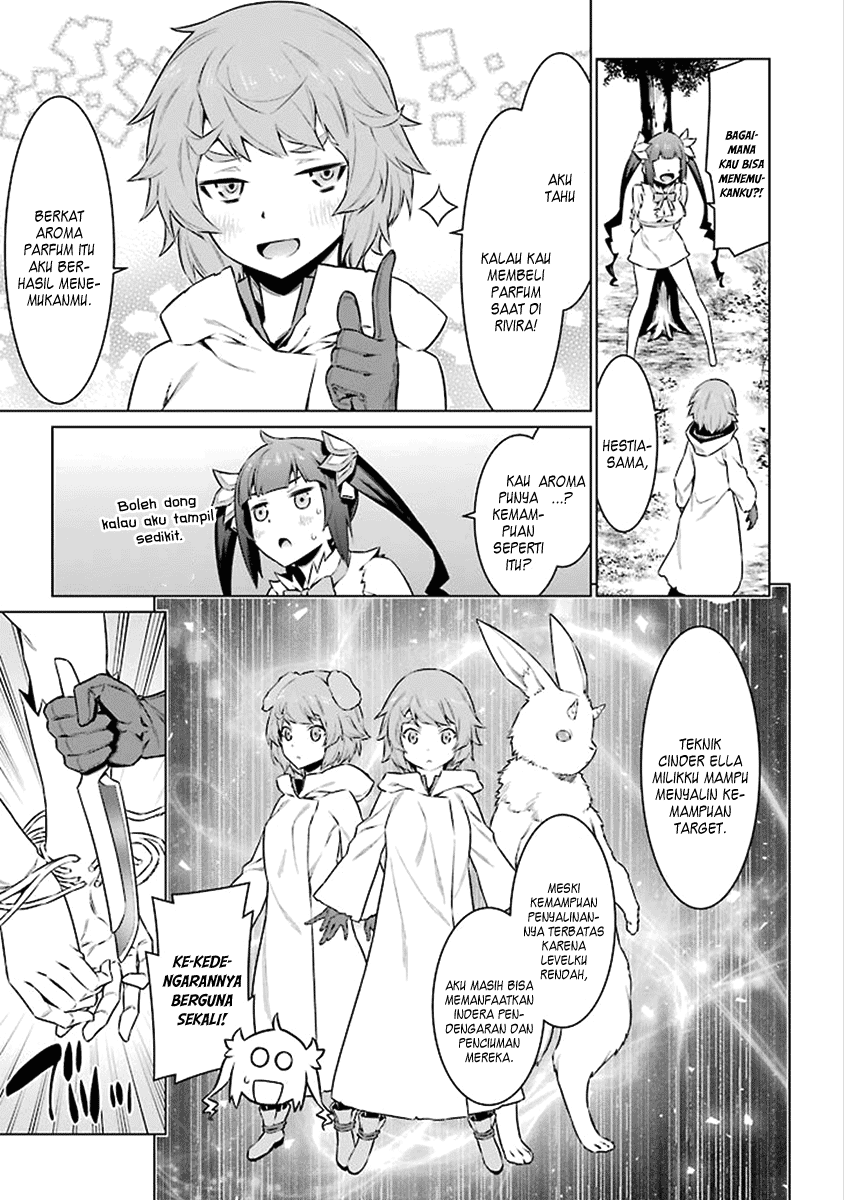 BAGAI-
MANA
KAU BISA
MENEMU-
KANKU?!
HESTIA-
SAMA,
AKU
TAHU
KALAU KAU
MEMBELI
PARFUM
SAAT DI
RIVIRA!
BERKAT
AROMA
PARFUM ITU
AKU BER-
HASIL MENE-
MUKANMU.
AROMA
...?
KAU
PUNYA
KEMAM-
PUAN
SEPERTI
ITU?
Boleh dong
kalau aku tampil
sedikit.
TEKNIK
CINDER ELLA
MILIKKU MAMPU
MENYALIN KE-
MAMPUAN
TARGET.
MESKI
KEMAMPUAN
PENYALINAN-
NYA TERBATAS
KARENA
LEVELKU
RENDAH,
AKU MASIH BISA
MEMANFAATKAN
INDERA PEN-
DENGARAN DAN
PENCIUMAN
MEREKA.
KE-KEDE-
NGARANNYA
BERGUNA
SEKALI!